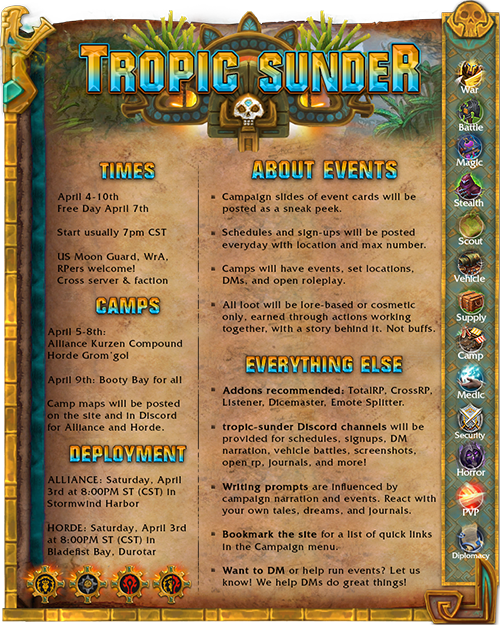 TROPIC SUNDER
TIMES
April 4-10th
Free Day April 7th
Start usually 7pm CST
US Moon Guard, WrA,
RPers welcome!
Cross server & faction
CAMPS
April 5-8th:
Alliance Kurzen Compound
Horde Grom'gol
April 9th: Booty Bay for all
Camp maps will be posted
on the site and in Discord
for Alliance and Horde.
DEPLOYMENT
ALLIANCE: Saturday, April
3rd at 8:00PM ST (CST) in
Stormwind Harbor
HORDE: Saturday, April 3rd
at 8:00PM ST (CST) in
Bladefist Bay, Durotar
ABOUT EVENTS
▪ Campaign slides of event cards will be
posted as a sneak peek.
▪ Schedules and sign-ups will be posted
everyday with location and max number.
▪ Camps will have events, set locations,
DMs, and open roleplay.
▪ All loot will be lore-based or cosmetic
only, earned through actions working
together, with a story behind it. Not buffs.
EVERYTHING ELSE
▪ Addons recommended: TotalRP, CrossRP,
Listener, Dicemaster, Emote Splitter.
▪ tropic-sunder Discord channels will be
provided for schedules, signups, DM
narration, vehicle battles, screenshots,
open rp, journals, and more!
▪ Writing prompts are influenced by
campaign narration and events. React with
your own tales, dreams, and journals.
▪ Bookmark the site for a list of quick links
in the Campaign menu.
▪ Want to DM or help run events? Let us
know! We help DMs do great things!
War
Battle
Magic
Stealth
Scout
Vehicle
Supply
Camp
Medic
Security
Horror
PVP
Diplomacy